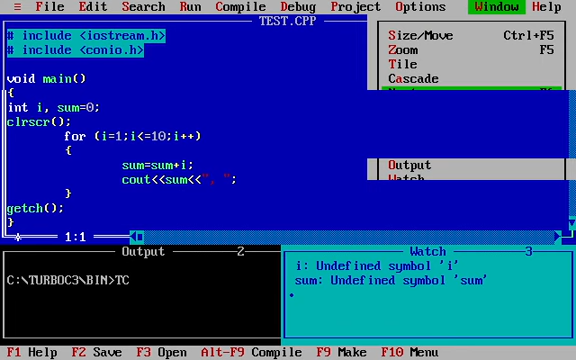 ≡ File Edit Search Run Compile Debug Project Options Window Help
TEST.CPP
# include <iostream.h>
# include <conio.h>
void main()
{
int i, sum=0;
clrscr();
for (i=1;i<=10;i++)
{
sum=sum+i;
cout<<sum<<", ";
}
getch();
}
1:1
Size/Move Ctrl+F5
Zoom F5
Tile
Cascade
Output
Watch
Output 2
C:\TURBOC3\BIN>TC
Watch 3
i: Undefined symbol 'i'
sum: Undefined symbol 'sum'
F1 Help F2 Save F3 Open Alt-F9 Compile F9 Make F10 Menu